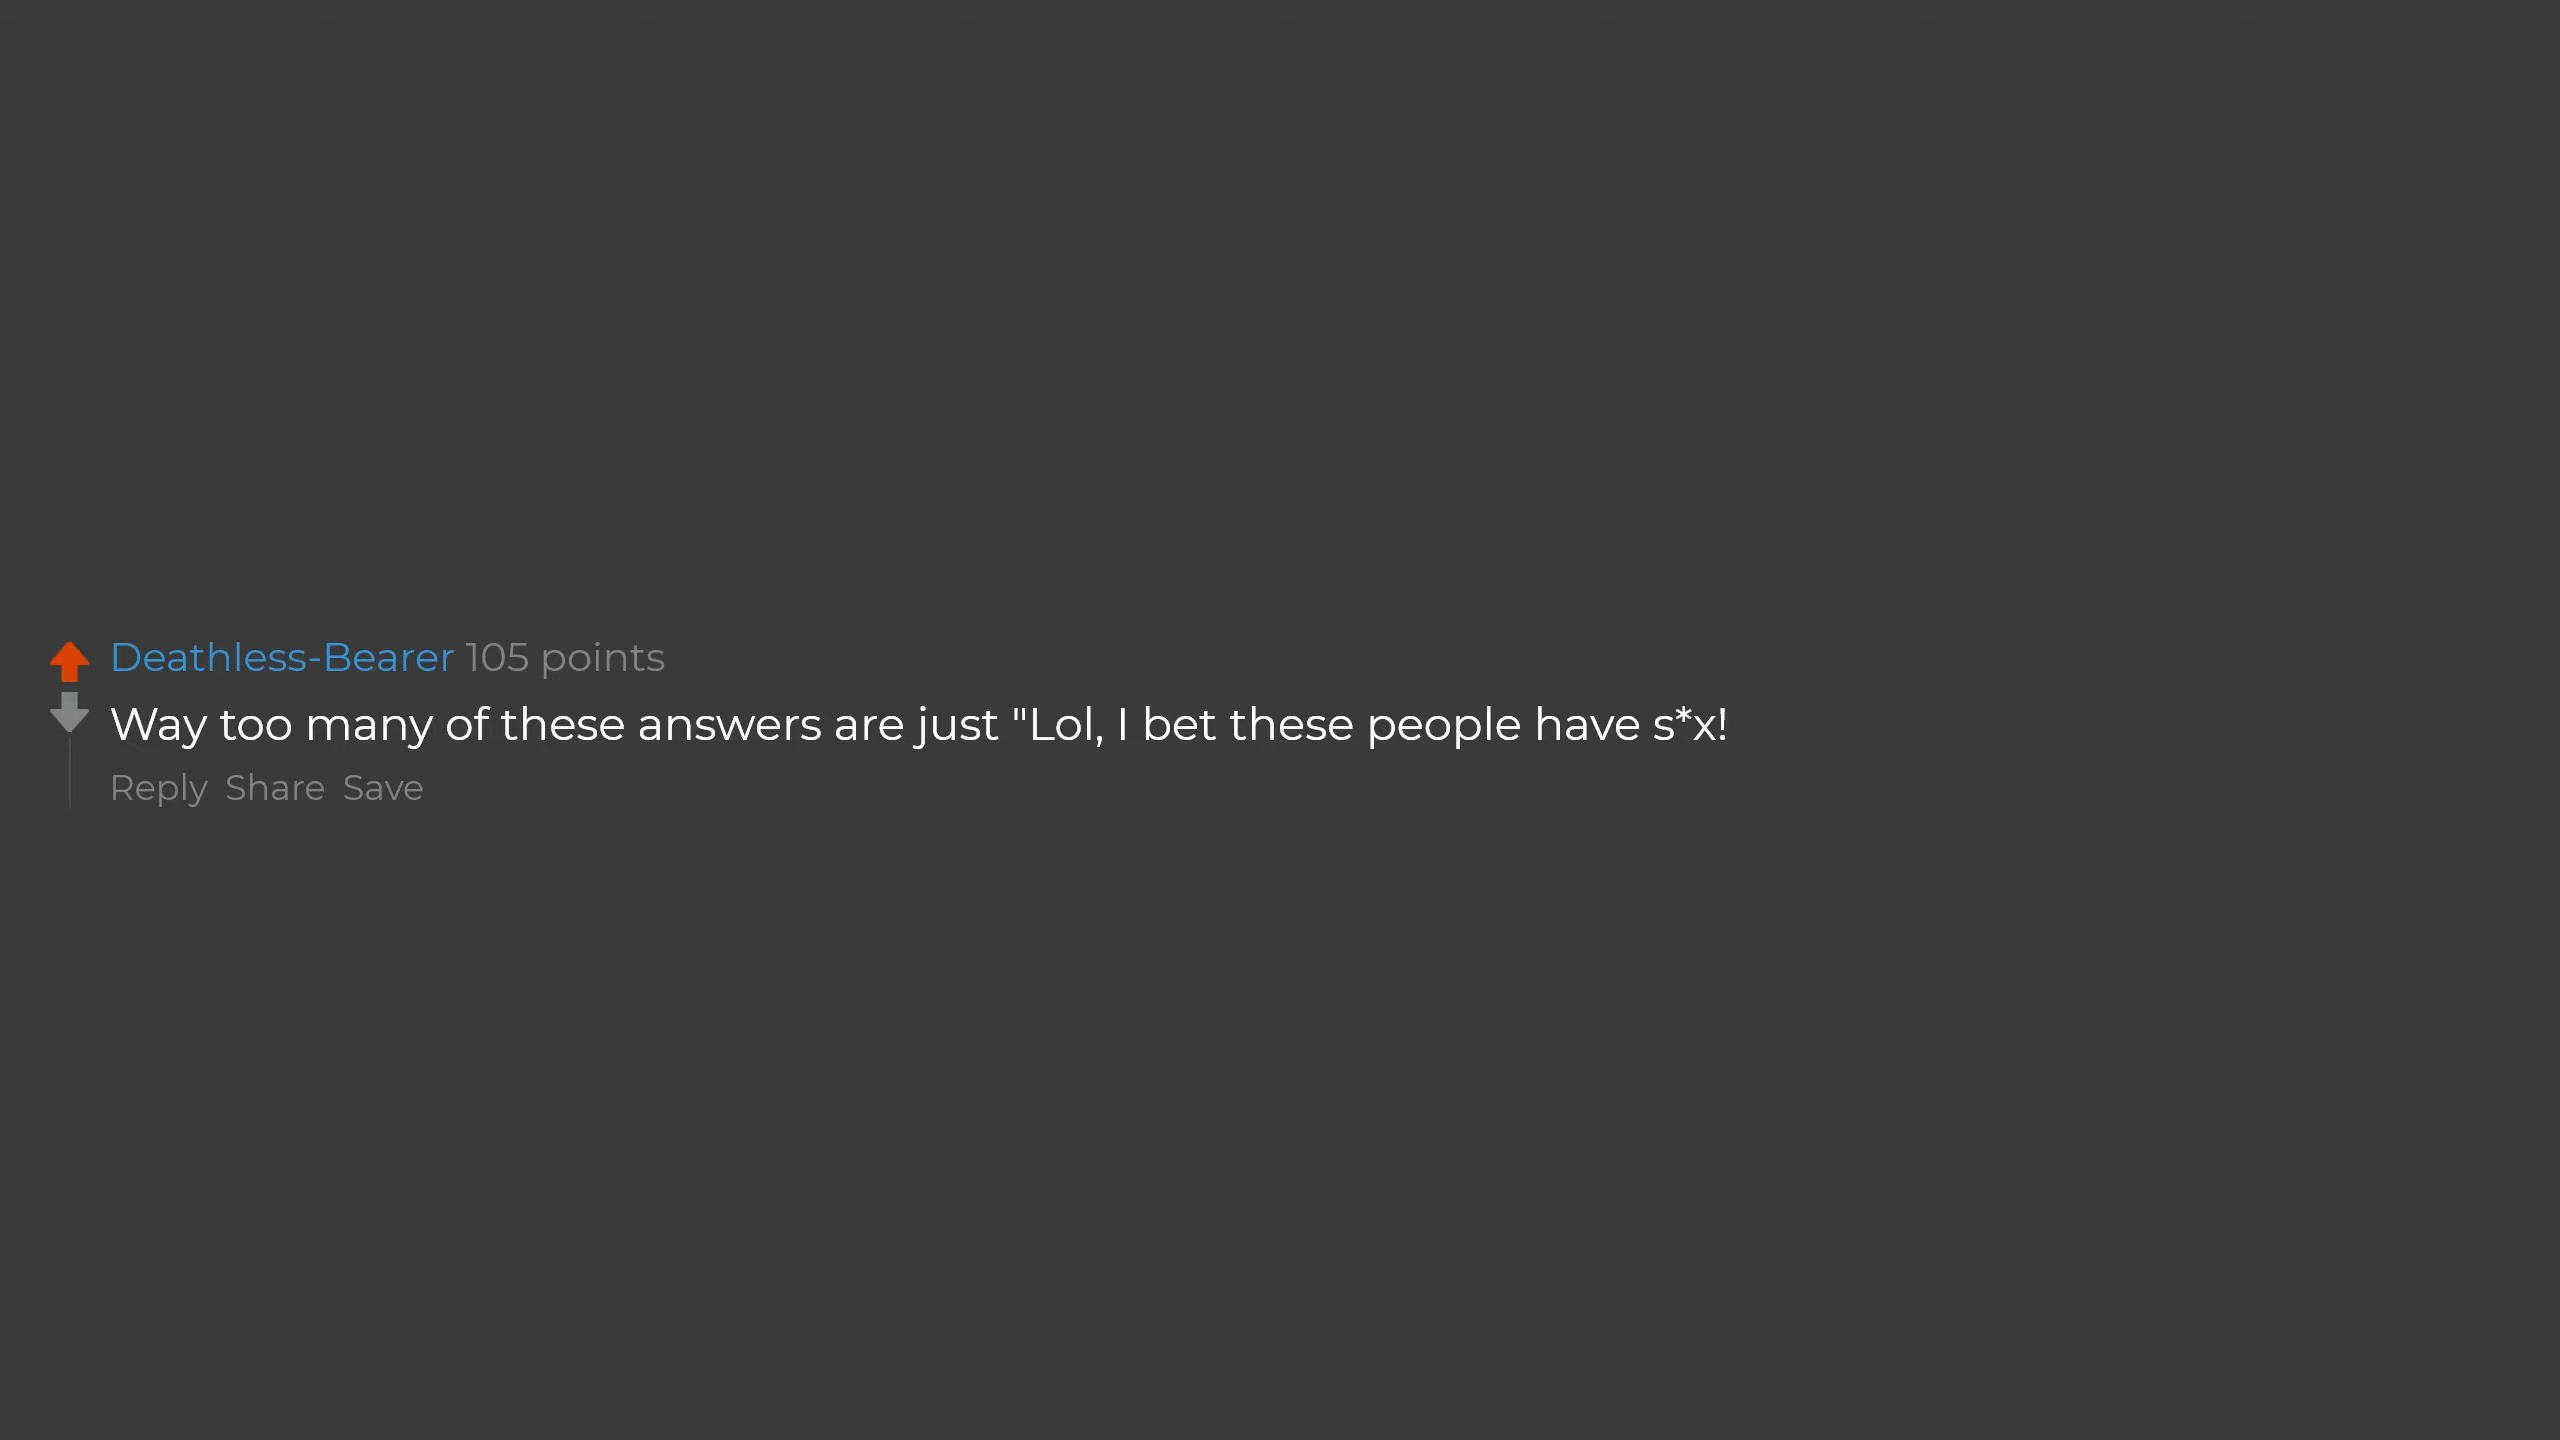 Deathless-Bearer 105 points
Way too many of these answers are just "Lol, I bet these people have s*x!
Reply Share Save